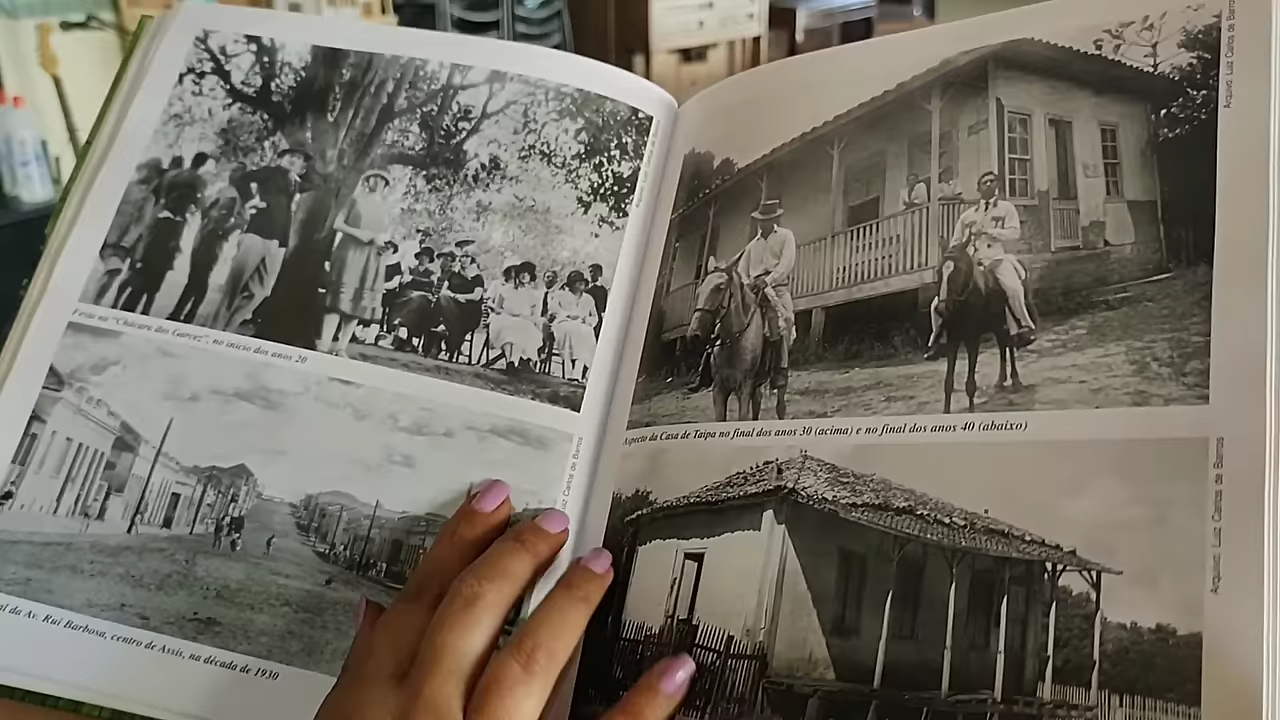 Festa na "Chácara dos Garcez", no início dos anos 20
al da Av. Rui Barbosa, centro de Assis, na década de 1930
Luiz Carlos de Barros
Aspecto da Casa de Taipa no final dos anos 30 (acima) e no final dos anos 40 (abaixo)
Arquivo: Luiz Carlos de Barros
Arquivo: Luiz Carlos de Barros